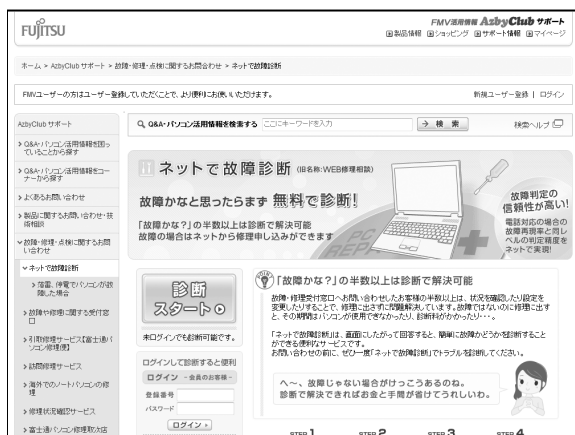 FUJITSU
FMV活用情報 AzbyClub サポート
製品情報 ショッピング サポート情報 マイページ
ホーム > AzbyClub サポート > 故障・修理・点検に関するお問合わせ > ネットで故障診断
FMVユーザーの方はユーザー登録していただくことで、より便利にお使いいただけます。
新規ユーザー登録 | ログイン
AzbyClub サポート
Q&A・パソコン活用情報を検索する ここにキーワードを入力 検索 検索ヘルプ
Q&A・パソコン活用情報を困っていることから探す
Q&A・パソコン活用情報をコーナーから探す
よくあるお問い合わせ
製品に関するお問い合わせ・技術相談
故障・修理・点検に関するお問い合わせ
ネットで故障診断
落雷、停電でパソコンが故障した場合
故障や修理に関する受付窓口
引取修理サービス【富士通パソコン修理便】
訪問修理サービス
海外でのノートパソコンの修理
修理状況確認サービス
富士通パソコン修理取次店
ネットで故障診断 (旧名称:WEB修理相談)
故障かなと思ったらまず 無料で診断!
「故障かな?」の半数以上は診断で解決可能
故障の場合はネットから修理申し込みができます
PC REPA
故障判定の
信頼性が高い!
電話対応の場合の
故障再現率と同レ
ベルの判定精度を
ネットで実現!
診断
スタート
未ログインでも診断可能です。
ログインして診断すると便利
ログイン -会員のお客様-
登録番号
パスワード
ログイン
「故障かな?」の半数以上は診断で解決可能
故障・修理受付窓口へお問い合わせしたお客様の半数以上は、状況を確認したり設定を
変更したりすることで、修理に出さずに問題解決しています。故障ではないのに修理に出す
と、その期間はパソコンが使用できなかったり、診断料がかかったり・・・。
「ネットで故障診断」は、画面にしたがって回答すると、簡単に故障かどうかを診断すること
ができる便利なサービスです。
お問い合わせの前に、ぜひ一度「ネットで故障診断」でトラブルを診断してください。
へ〜、故障じゃない場合がけっこうあるのね。
診断で解決できればお金と手間が省けてうれしいわ。
STEP 1 STEP 2 STEP 3 STEP 4